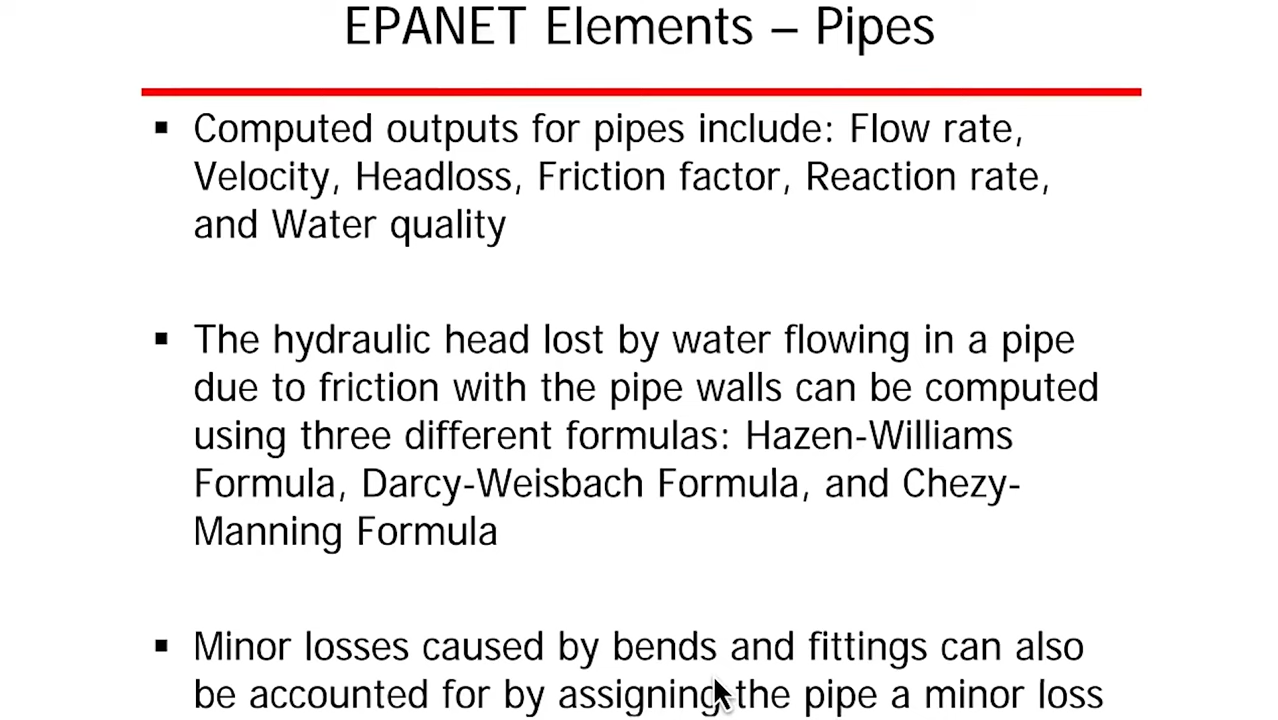 EPANET Elements – Pipes
▪ Computed outputs for pipes include: Flow rate,
Velocity, Headloss, Friction factor, Reaction rate,
and Water quality
▪ The hydraulic head lost by water flowing in a pipe
due to friction with the pipe walls can be computed
using three different formulas: Hazen-Williams
Formula, Darcy-Weisbach Formula, and Chezy-
Manning Formula
▪ Minor losses caused by bends and fittings can also
be accounted for by assigning the pipe a minor loss